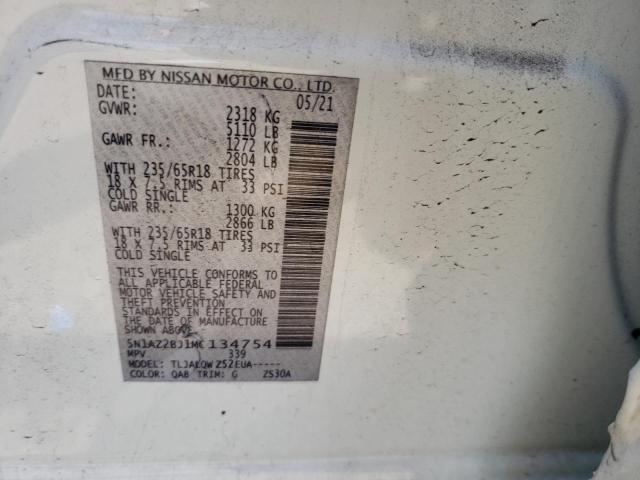 MFD BY NISSAN MOTOR CO., LTD.
DATE: 05/21
GVWR: 2318 KG
5110 LB
GAWR FR.: 1272 KG
2804 LB
WITH 235/65R18 TIRES
18 X 7.5 RIMS AT 33 PSI
COLD SINGLE
GAWR RR.: 1300 KG
2866 LB
WITH 235/65R18 TIRES
18 X 7.5 RIMS AT 33 PSI
COLD SINGLE
THIS VEHICLE CONFORMS TO
ALL APPLICABLE FEDERAL
MOTOR VEHICLE SAFETY AND
THEFT PREVENTION
STANDARDS IN EFFECT ON
THE DATE OF MANUFACTURE
SHOWN ABOVE.
5N1AZ2BJ1MC134754
MPV 339
MODEL: TLJALQWZ52EUA-----
COLOR: QAB TRIM: G Z530A